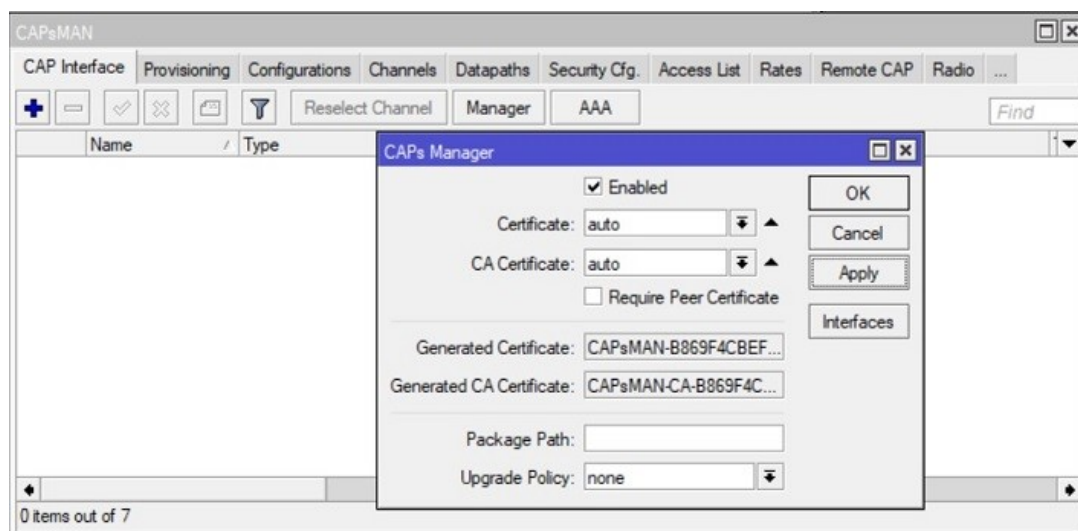 CAPsMAN
CAP Interface Provisioning Configurations Channels Datapaths Security Cfg. Access List Rates Remote CAP Radio ...
Reselect Channel Manager AAA Find
Name / Type
CAPs Manager
Enabled
OK
Certificate: auto
Cancel
CA Certificate: auto
Apply
Require Peer Certificate
Interfaces
Generated Certificate: CAPsMAN-B869F4CBEF...
Generated CA Certificate: CAPsMAN-CA-B869F4C...
Package Path:
Upgrade Policy: none
0 items out of 7